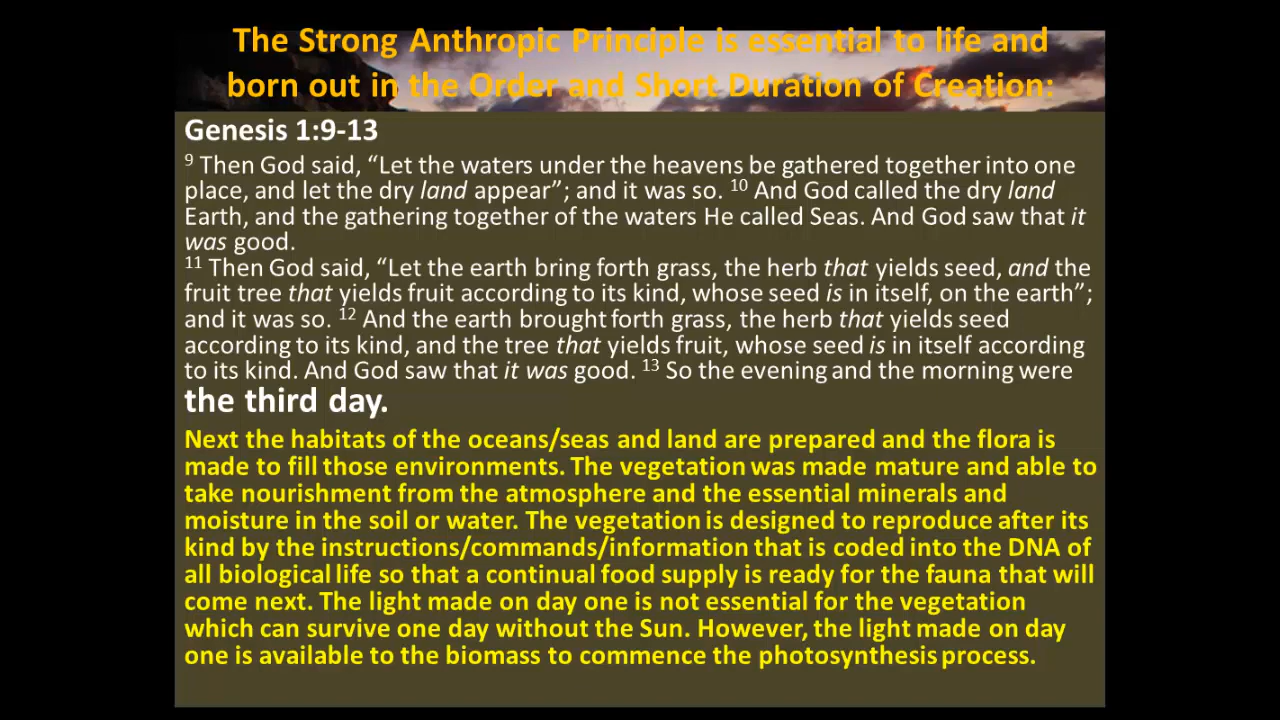 The Strong Anthropic Principle is essential to life and
born out in the Order and Short Duration of Creation:
Genesis 1:9-13
9 Then God said, “Let the waters under the heavens be gathered together into one
place, and let the dry land appear”; and it was so. 10 And God called the dry land
Earth, and the gathering together of the waters He called Seas. And God saw that it
was good.
11 Then God said, “Let the earth bring forth grass, the herb that yields seed, and the
fruit tree that yields fruit according to its kind, whose seed is in itself, on the earth”;
and it was so. 12 And the earth brought forth grass, the herb that yields seed
according to its kind, and the tree that yields fruit, whose seed is in itself according
to its kind. And God saw that it was good. 13 So the evening and the morning were
the third day.
Next the habitats of the oceans/seas and land are prepared and the flora is
made to fill those environments. The vegetation was made mature and able to
take nourishment from the atmosphere and the essential minerals and
moisture in the soil or water. The vegetation is designed to reproduce after its
kind by the instructions/commands/information that is coded into the DNA of
all biological life so that a continual food supply is ready for the fauna that will
come next. The light made on day one is not essential for the vegetation
which can survive one day without the Sun. However, the light made on day
one is available to the biomass to commence the photosynthesis process.